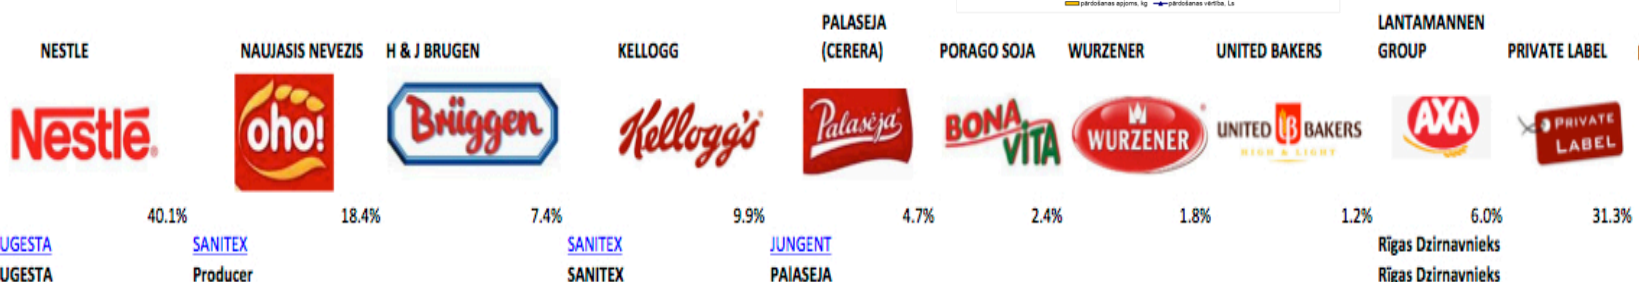 pārdošanas apjoms, kg pārdošanas vērtība, Ls
PALASEJA LANTAMANNEN
NESTLE NAUJASIS NEVEZIS H & J BRUGEN KELLOGG (CERERA) PORAGO SOJA WURZENER UNITED BAKERS GROUP PRIVATE LABEL
Nestlé oho! Brüggen Kellogg's Palasėja BONA VITA WURZENER UNITED B BAKERS AXA PRIVATE LABEL
HIGH & LIGHT
40.1% 18.4% 7.4% 9.9% 4.7% 2.4% 1.8% 1.2% 6.0% 31.3%
UGESTA SANITEX SANITEX JUNGENT Rīgas Dzirnavnieks
UGESTA Producer SANITEX PALASEJA Rīgas Dzirnavnieks